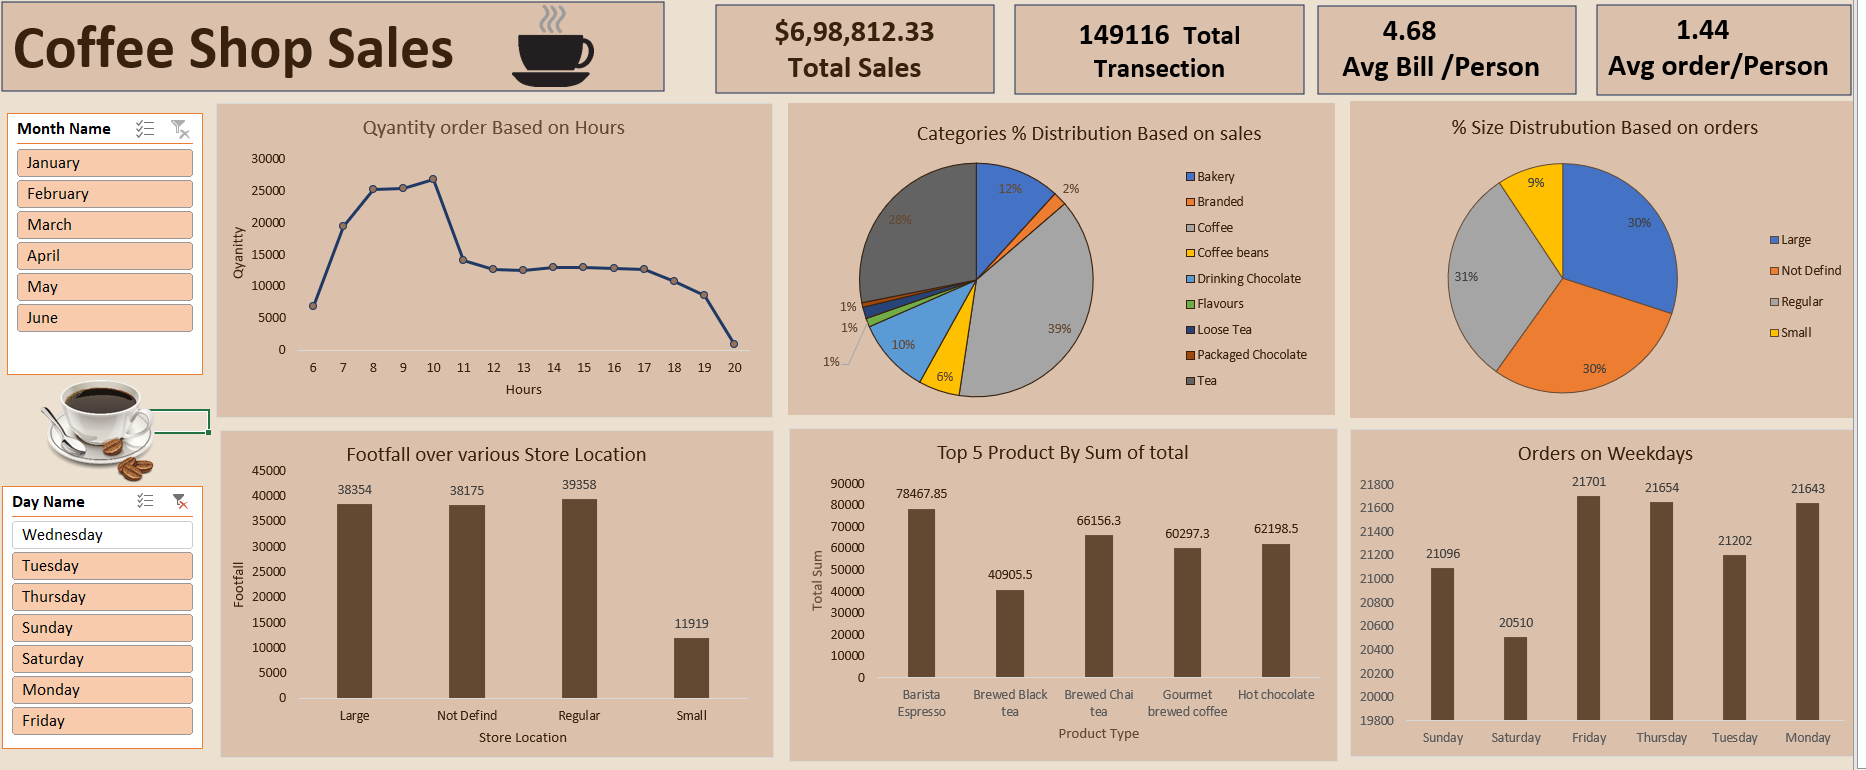 Coffee Shop Sales
$6,98,812.33
Total Sales
149116 Total
Transection
4.68
Avg Bill /Person
1.44
Avg order/Person
Month Name
January
February
March
April
May
June
Day Name
Wednesday
Tuesday
Thursday
Sunday
Saturday
Monday
Friday
Qyantity order Based on Hours
30000
25000
20000
15000
10000
5000
0
Qyanitty
6 7 8 9 10 11 12 13 14 15 16 17 18 19 20
Hours
Categories % Distribution Based on sales
12%
2%
39%
6%
10%
1%
1%
1%
28%
Bakery
Branded
Coffee
Coffee beans
Drinking Chocolate
Flavours
Loose Tea
Packaged Chocolate
Tea
% Size Distrubution Based on orders
30%
30%
31%
9%
Large
Not Defind
Regular
Small
Footfall over various Store Location
45000
40000
35000
30000
25000
20000
15000
10000
5000
0
Footfall
38354
38175
39358
11919
Large Not Defind Regular Small
Store Location
Top 5 Product By Sum of total
90000
80000
70000
60000
50000
40000
30000
20000
10000
0
Total Sum
78467.85
40905.5
66156.3
60297.3
62198.5
Barista
Espresso
Brewed Black
tea
Brewed Chai
tea
Gourmet
brewed coffee
Hot chocolate
Product Type
Orders on Weekdays
21800
21600
21400
21200
21000
20800
20600
20400
20200
20000
19800
21096
20510
21701
21654
21202
21643
Sunday Saturday Friday Thursday Tuesday Monday